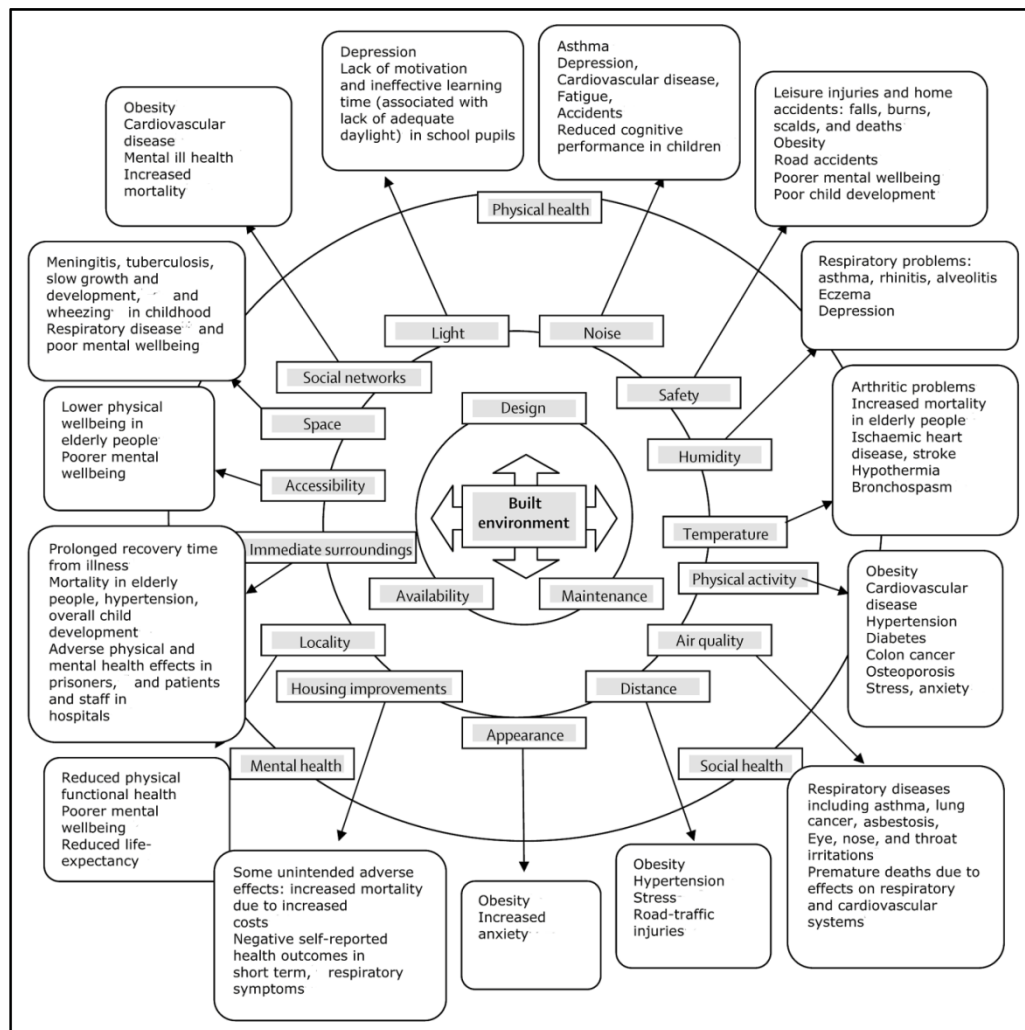 Depression
Lack of motivation
and ineffective learning
time (associated with
lack of adequate
daylight) in school pupils
Asthma
Depression,
Cardiovascular disease,
Fatigue,
Accidents
Reduced cognitive
performance in children
Leisure injuries and home
accidents: falls, burns,
scalds, and deaths
Obesity
Road accidents
Poorer mental wellbeing
Poor child development
Obesity
Cardiovascular
disease
Mental ill health
Increased
mortality
Physical health
Meningitis, tuberculosis,
slow growth and
development, and
wheezing in childhood
Respiratory disease and
poor mental wellbeing
Respiratory problems:
asthma, rhinitis, alveolitis
Eczema
Depression
Light
Noise
Social networks
Safety
Space
Design
Humidity
Lower physical
wellbeing in
elderly people
Poorer mental
wellbeing
Arthritic problems
Increased mortality
in elderly people
Ischaemic heart
disease, stroke
Hypothermia
Bronchospasm
Accessibility
Built
environment
Immediate surroundings
Temperature
Prolonged recovery time
from illness
Mortality in elderly
people, hypertension,
overall child
development
Adverse physical and
mental health effects in
prisoners, and patients
and staff in
hospitals
Availability
Maintenance
Physical activity
Obesity
Cardiovascular
disease
Hypertension
Diabetes
Colon cancer
Osteoporosis
Stress, anxiety
Locality
Air quality
Housing improvements
Distance
Appearance
Mental health
Social health
Reduced physical
functional health
Poorer mental
wellbeing
Reduced life-
expectancy
Some unintended adverse
effects: increased mortality
due to increased
costs
Negative self-reported
health outcomes in
short term, respiratory
symptoms
Obesity
Increased
anxiety
Obesity
Hypertension
Stress
Road-traffic
injuries
Respiratory diseases
including asthma, lung
cancer, asbestosis,
Eye, nose, and throat
irritations
Premature deaths due to
effects on respiratory
and cardiovascular
systems